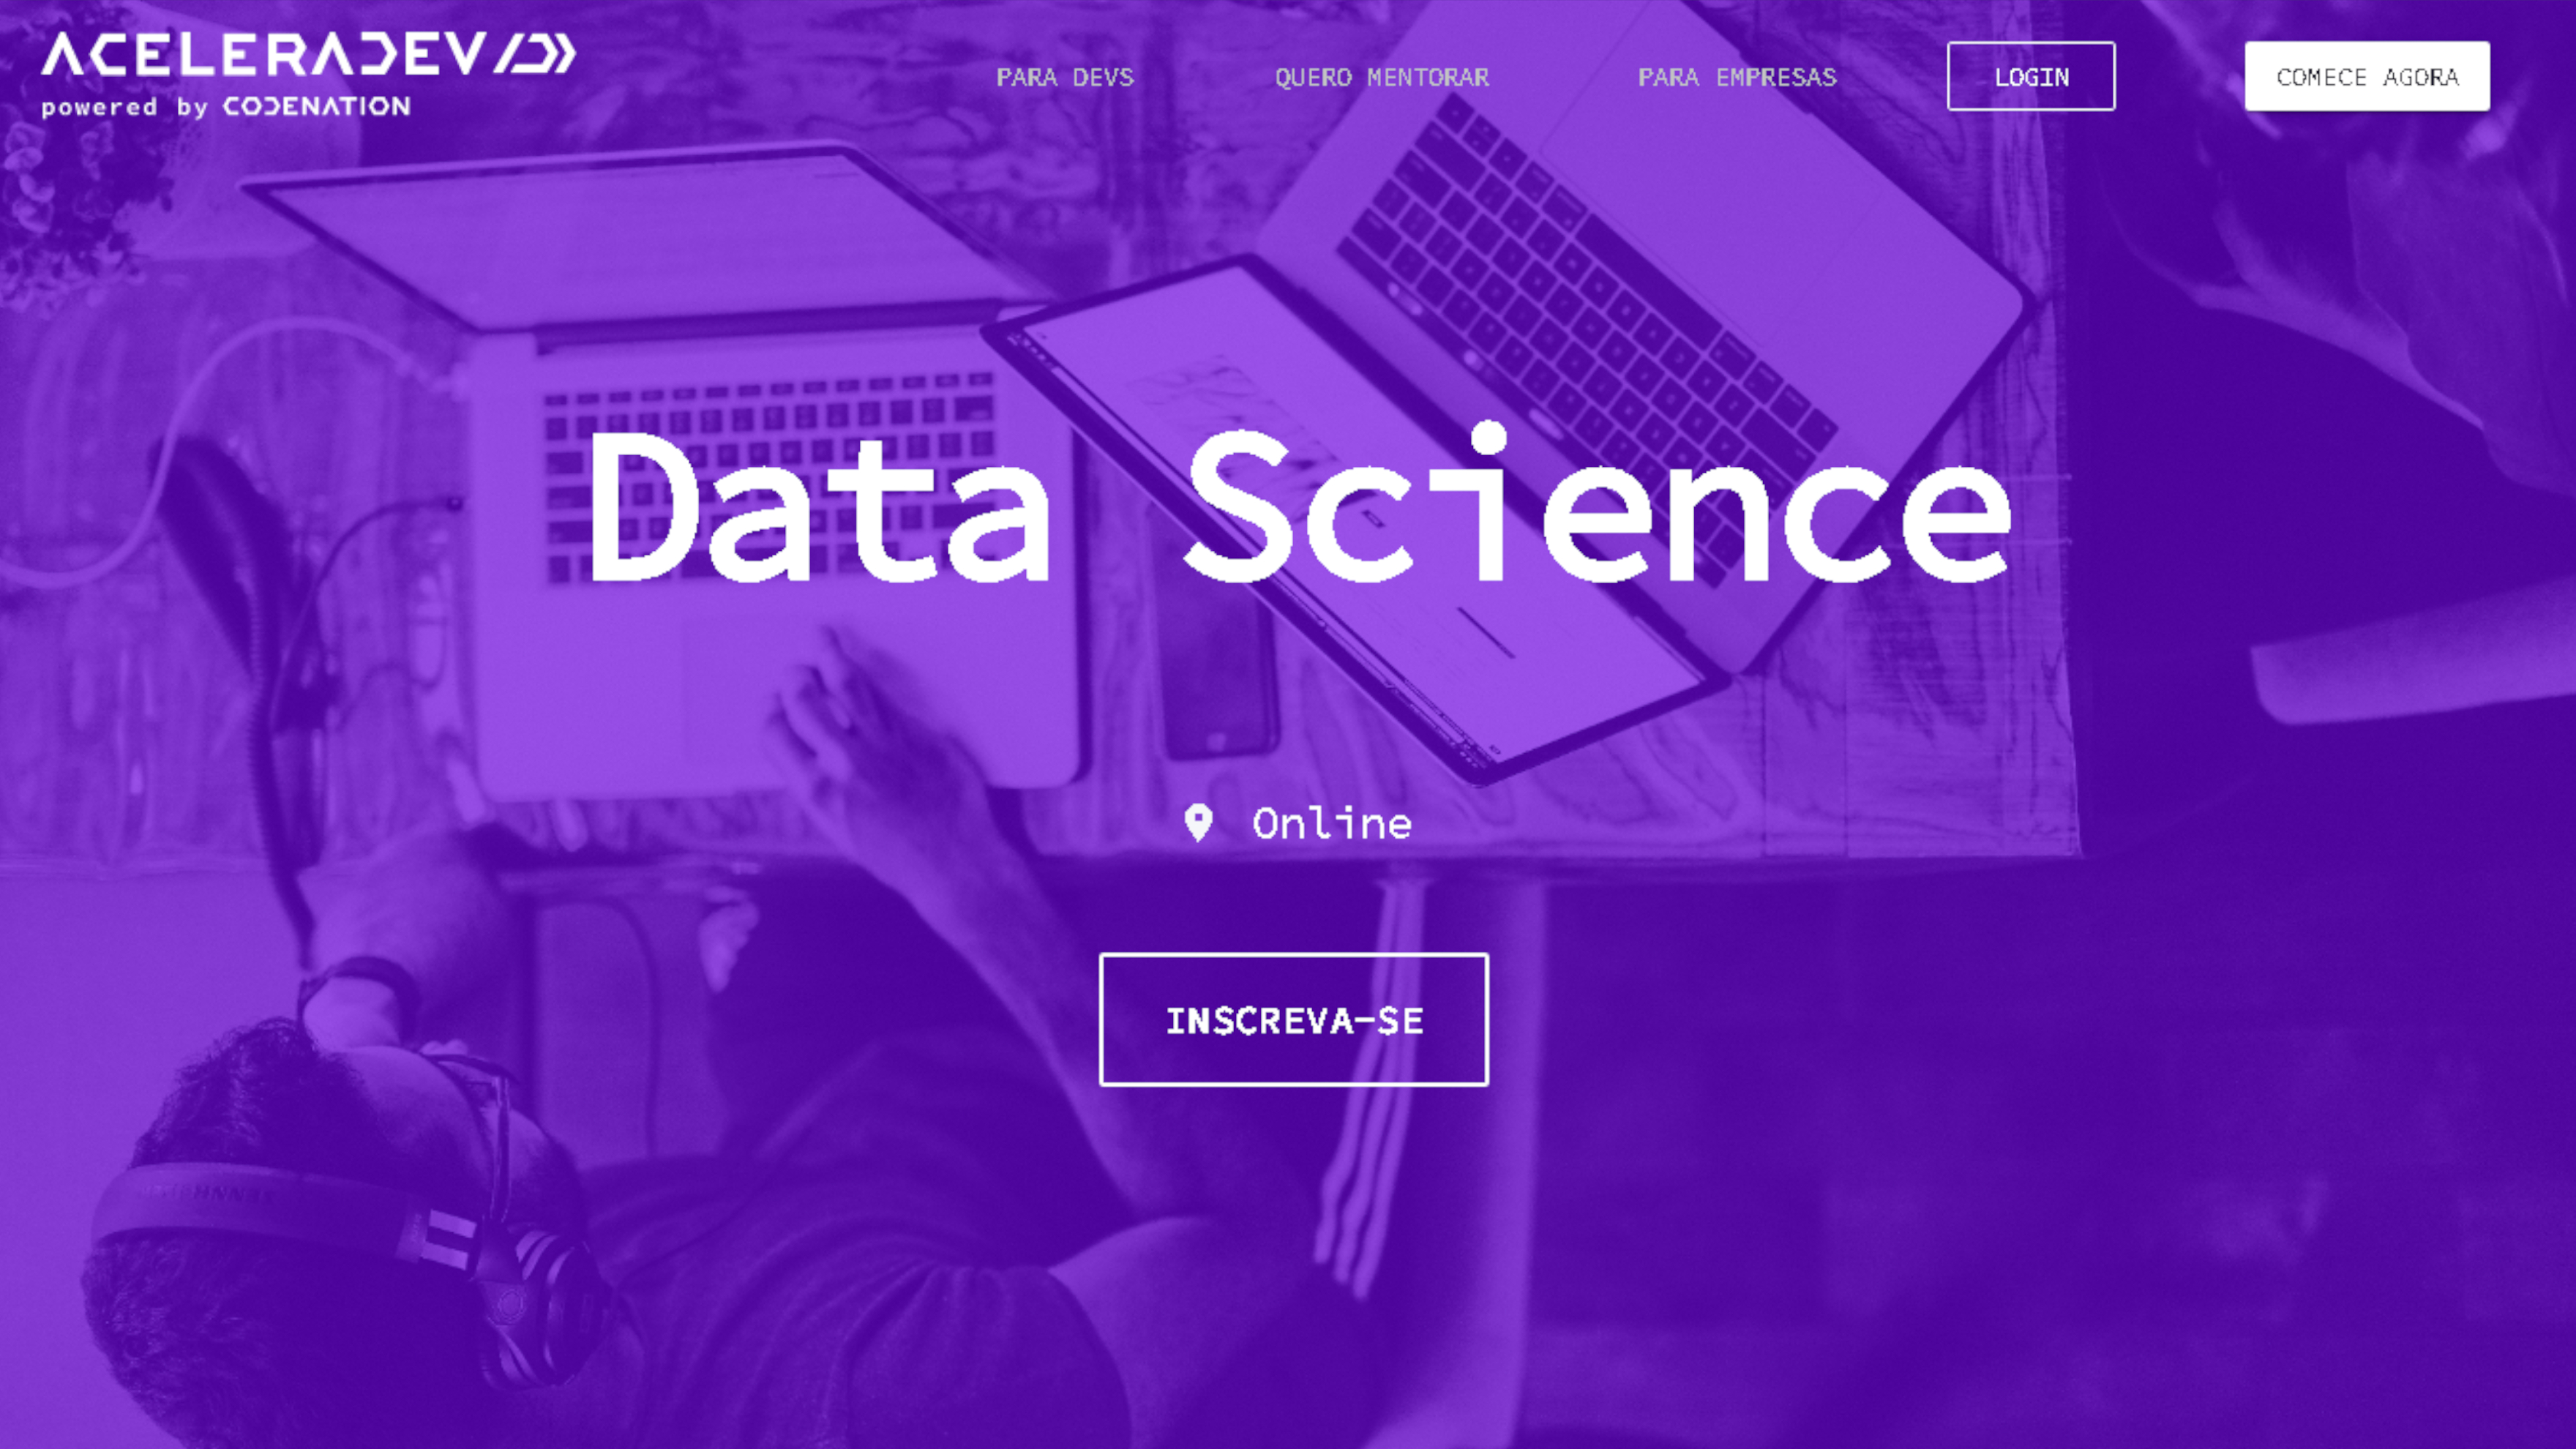 ACELERADEV
powered by CODENATION
PARA DEVS
QUERO MENTORAR
PARA EMPRESAS
LOGIN
COMECE AGORA
Data Science
Online
INSCREVA-SE